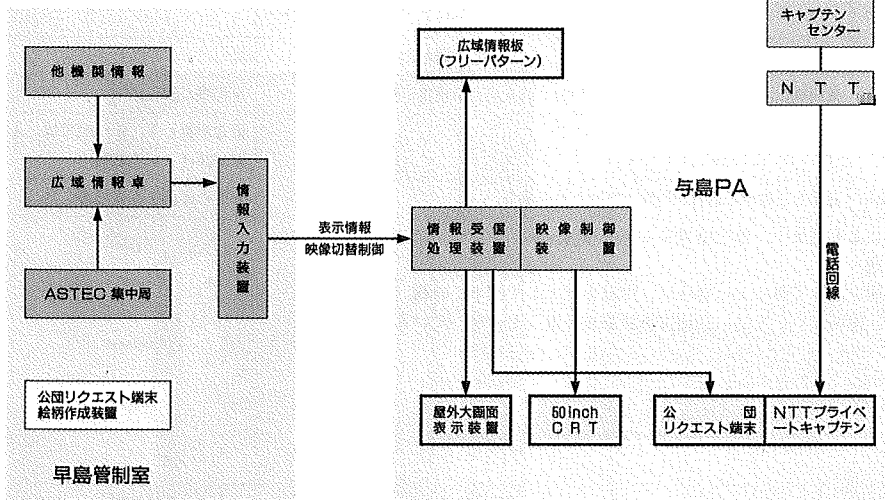 キャプテン
センター
広域情報板
(フリーパターン)
他機関情報
NTT
広域情報卓
情報入力装置
与島PA
表示情報
映像切替制御
情報受信
処理装置
映像制御
装置
電話回線
ASTEC集中局
公団リクエスト端末
絵柄作成装置
屋外大画面
表示装置
50inch
CRT
公団
リクエスト端末
NTTプライベ
ートキャプテン
早島管制室